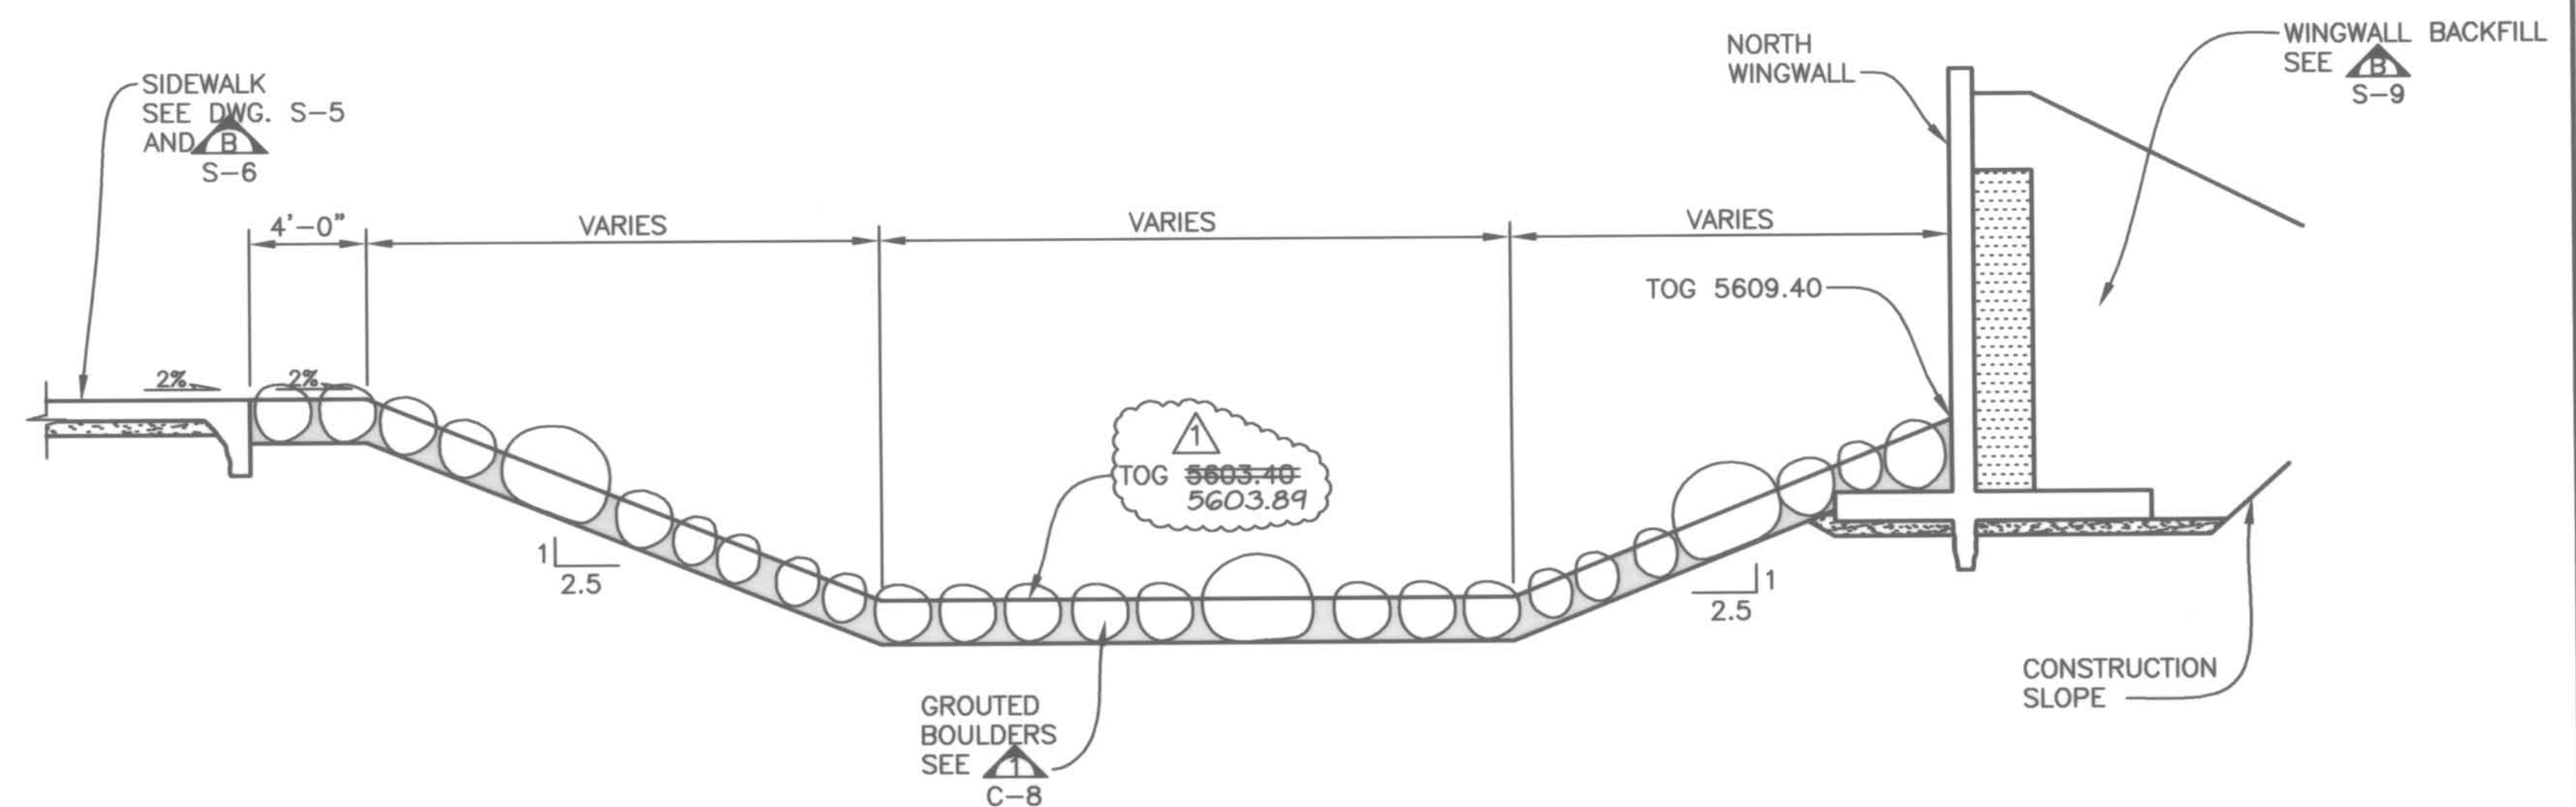 SIDEWALK
SEE DWG. S-5
AND B
S-6
4'-0"
VARIES
VARIES
VARIES
NORTH
WINGWALL
WINGWALL BACKFILL
SEE B
S-9
TOG 5609.40
2%
2%
1
TOG 5603.40
5603.89
1
2.5
1
2.5
GROUTED
BOULDERS
SEE 1
C-8
CONSTRUCTION
SLOPE